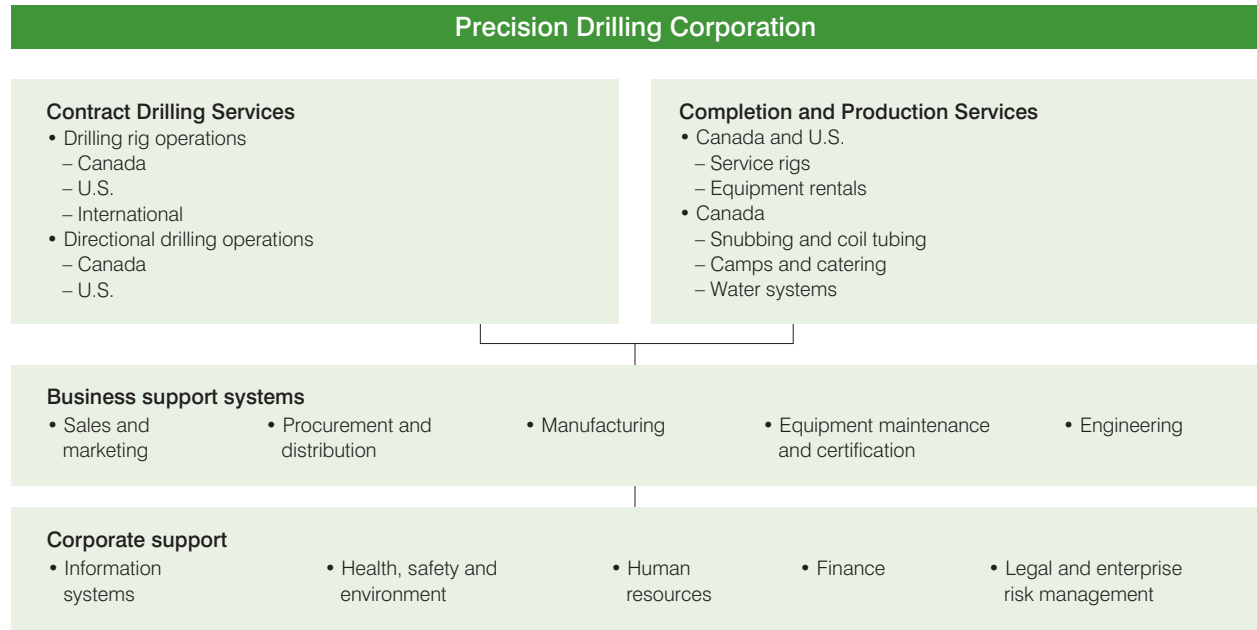 Precision Drilling Corporation
Contract Drilling Services
• Drilling rig operations
– Canada
– U.S.
– International
• Directional drilling operations
– Canada
– U.S.
Completion and Production Services
• Canada and U.S.
– Service rigs
– Equipment rentals
• Canada
– Snubbing and coil tubing
– Camps and catering
– Water systems
Business support systems
• Sales and
marketing
• Procurement and
distribution
• Manufacturing
• Equipment maintenance
and certification
• Engineering
Corporate support
• Information
systems
• Health, safety and
environment
• Human
resources
• Finance
• Legal and enterprise
risk management